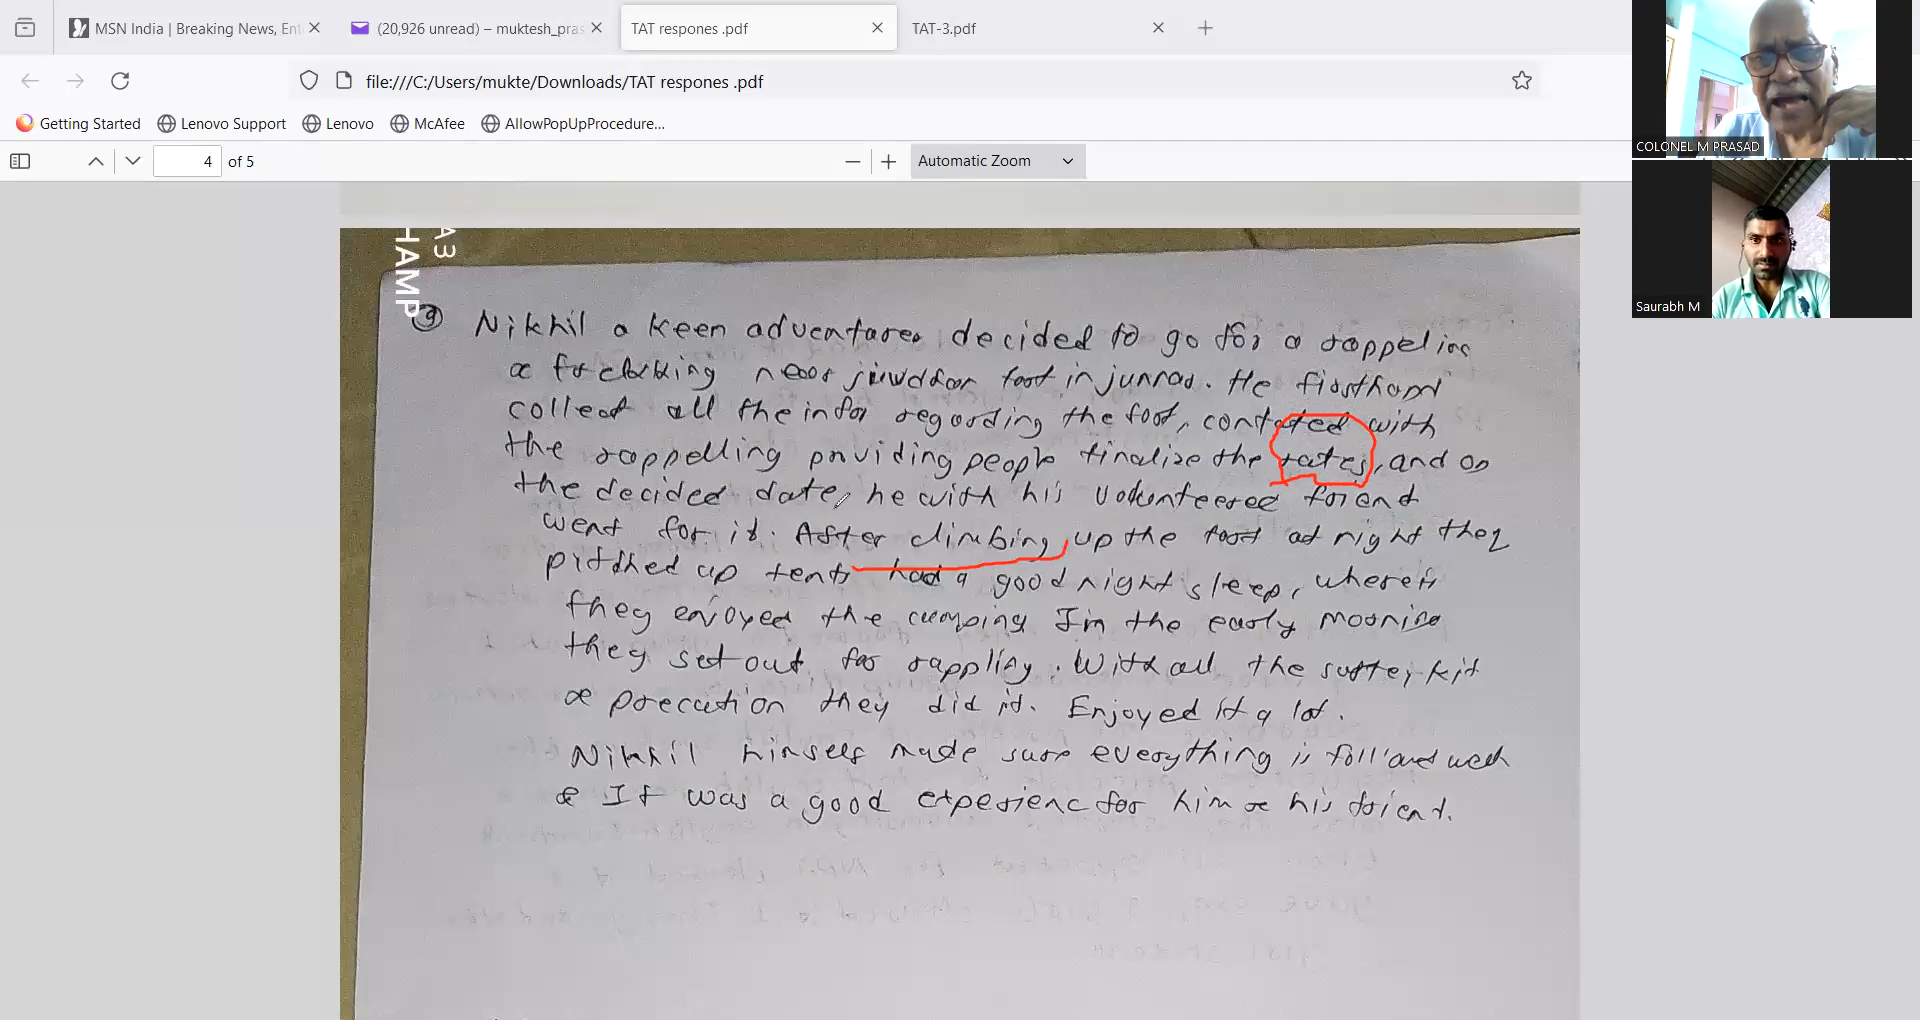 MSN India | Breaking News, Ent
(20,926 unread) – muktesh_pras
TAT respones .pdf
TAT-3.pdf
file:///C:/Users/mukte/Downloads/TAT respones .pdf
Getting Started
Lenovo Support
Lenovo
McAfee
AllowPopUpProcedure...
4 of 5
Automatic Zoom
COLONEL M PRASAD
Saurabh M
A3
HAMP
Nikhil a keen adventarer decided to go for a rappeling
& near fort in junnar. He firsthand
collect all the info regarding the fort, contated with
the rappelling providing people finalize the rates, and on
the decided date, he with his volunteered friend
went for it. After climbing up the fort at night they
pitched up tents had a good night sleep, wherein
they enjoyed the camping I in the early morning
they set out for rappling. With all the saftey kit
& precaution they did it. Enjoyed it a lot.
Nikhil himself made sure everything is follwed well
& It was a good experienc for him & his friend.